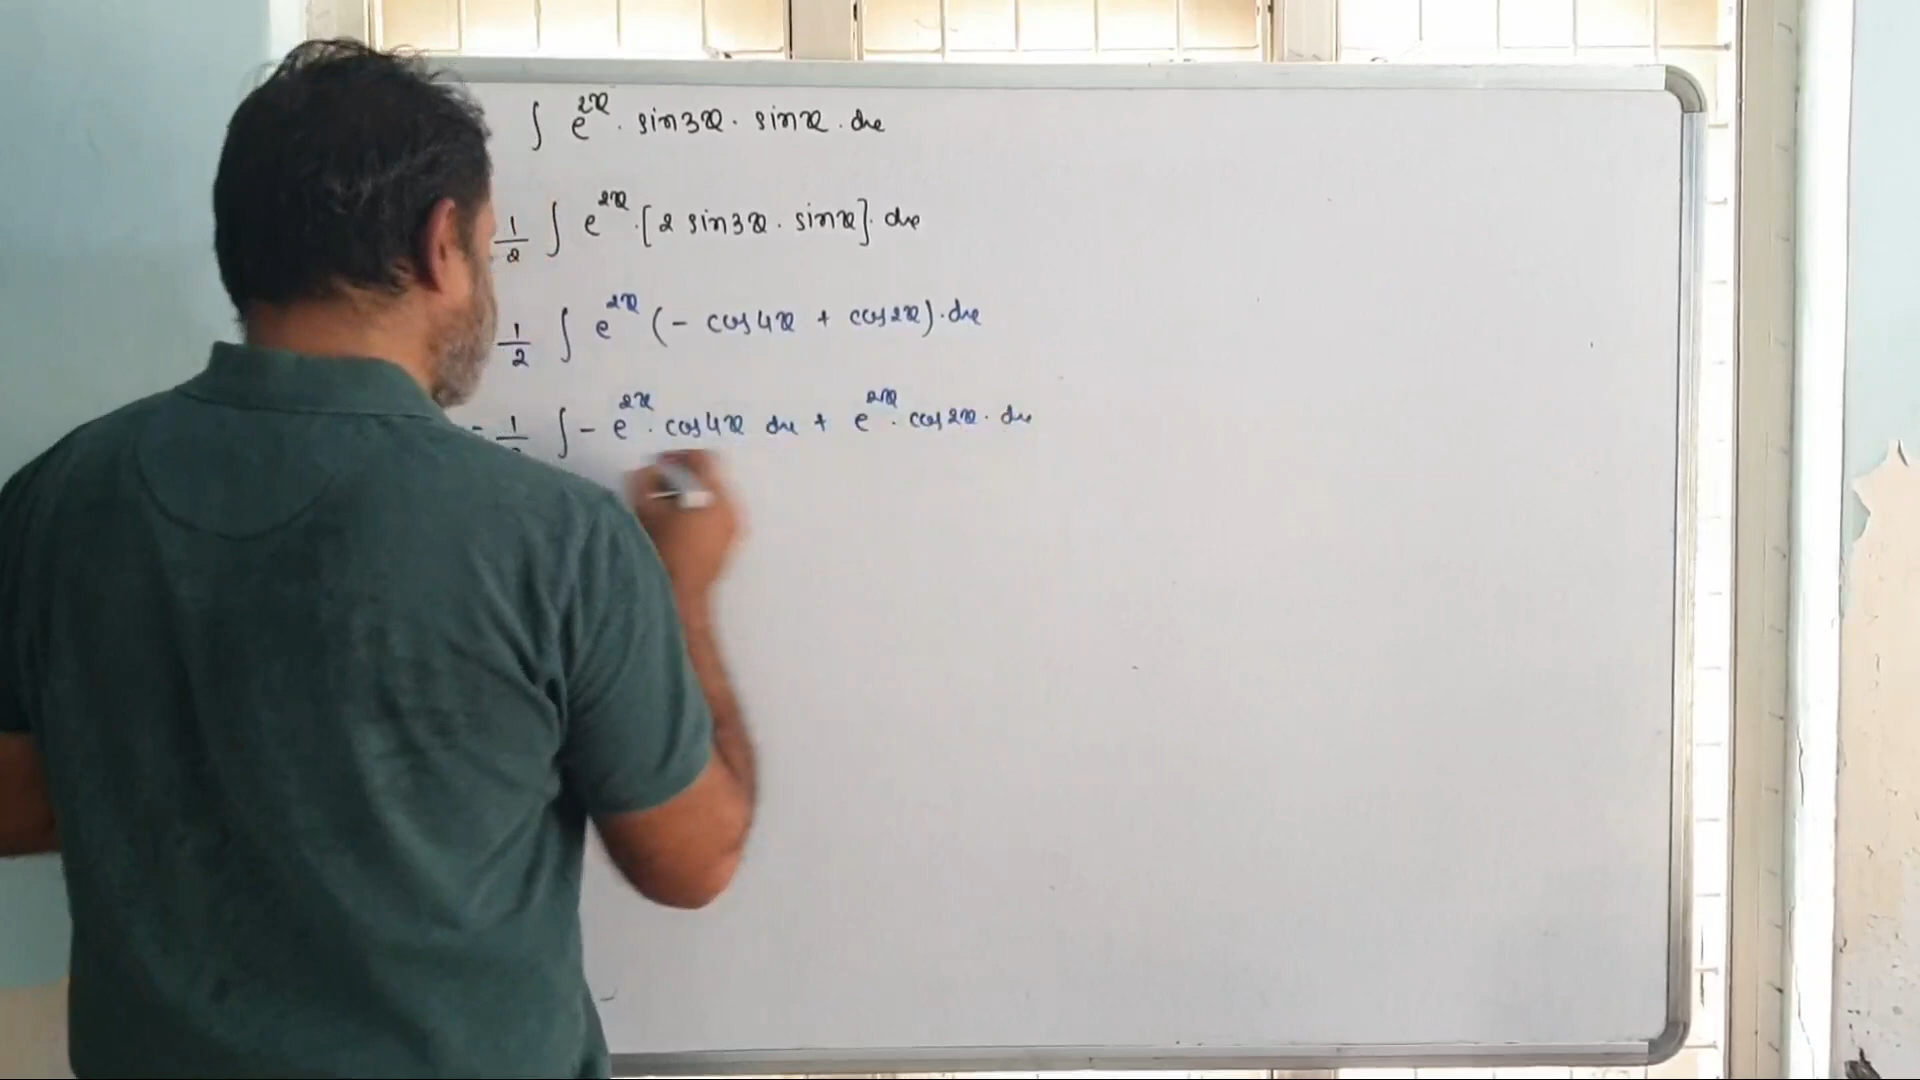 ∫ e^2x . sin3x . sinx . dx
1/2 ∫ e^2x . [2 sin3x . sinx] . dx
1/2 ∫ e^2x (- cos4x + cos2x) . dx
= 1/ ∫ - e^2x . cos4x dx + e^2x . cos2x . dx